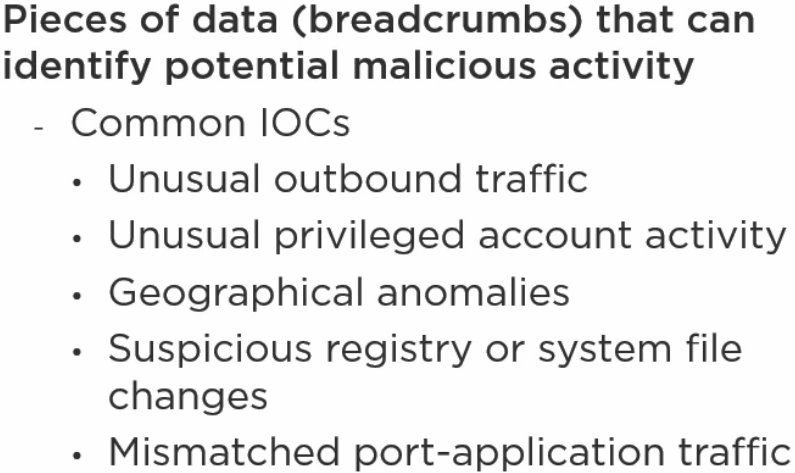 Pieces of data (breadcrumbs) that can
identify potential malicious activity
- Common IOCs
• Unusual outbound traffic
• Unusual privileged account activity
• Geographical anomalies
• Suspicious registry or system file
changes
• Mismatched port-application traffic